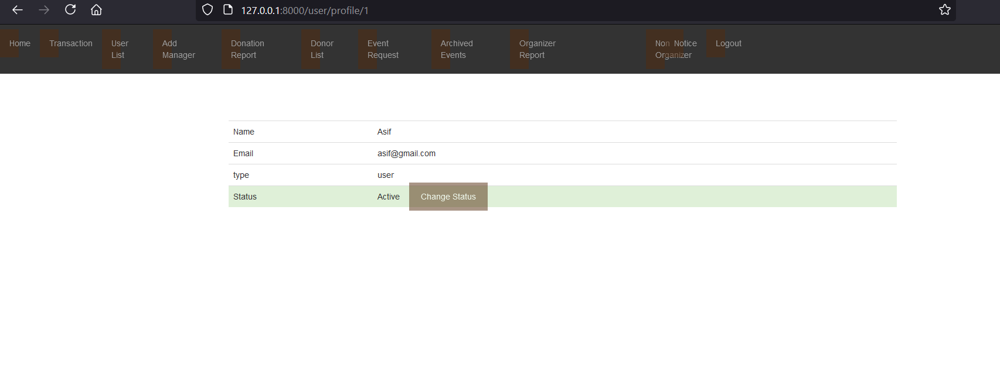 127.0.0.1:8000/user/profile/1
Home Transaction User List Add Manager Donation Report Donor List Event Request Archived Events Organizer Report Non Organizer Notice Logout
Name Asif
Email asif@gmail.com
type user
Status Active Change Status